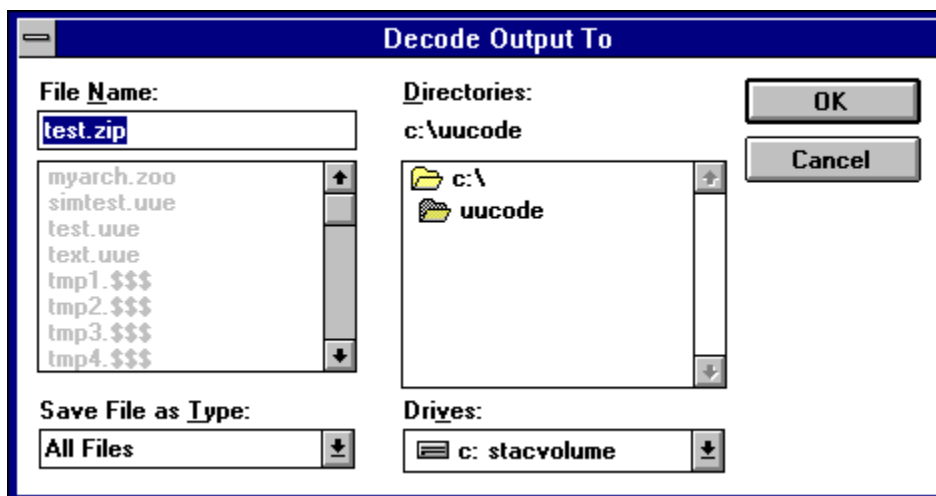 Decode Output To
File Name:
test.zip
myarch.zoo
simtest.uue
test.uue
text.uue
tmp1.$$$
tmp2.$$$
tmp3.$$$
tmp4.$$$
Save File as Type:
All Files
Directories:
c:\uucode
c:\
uucode
Drives:
c: stacvolume
OK
Cancel